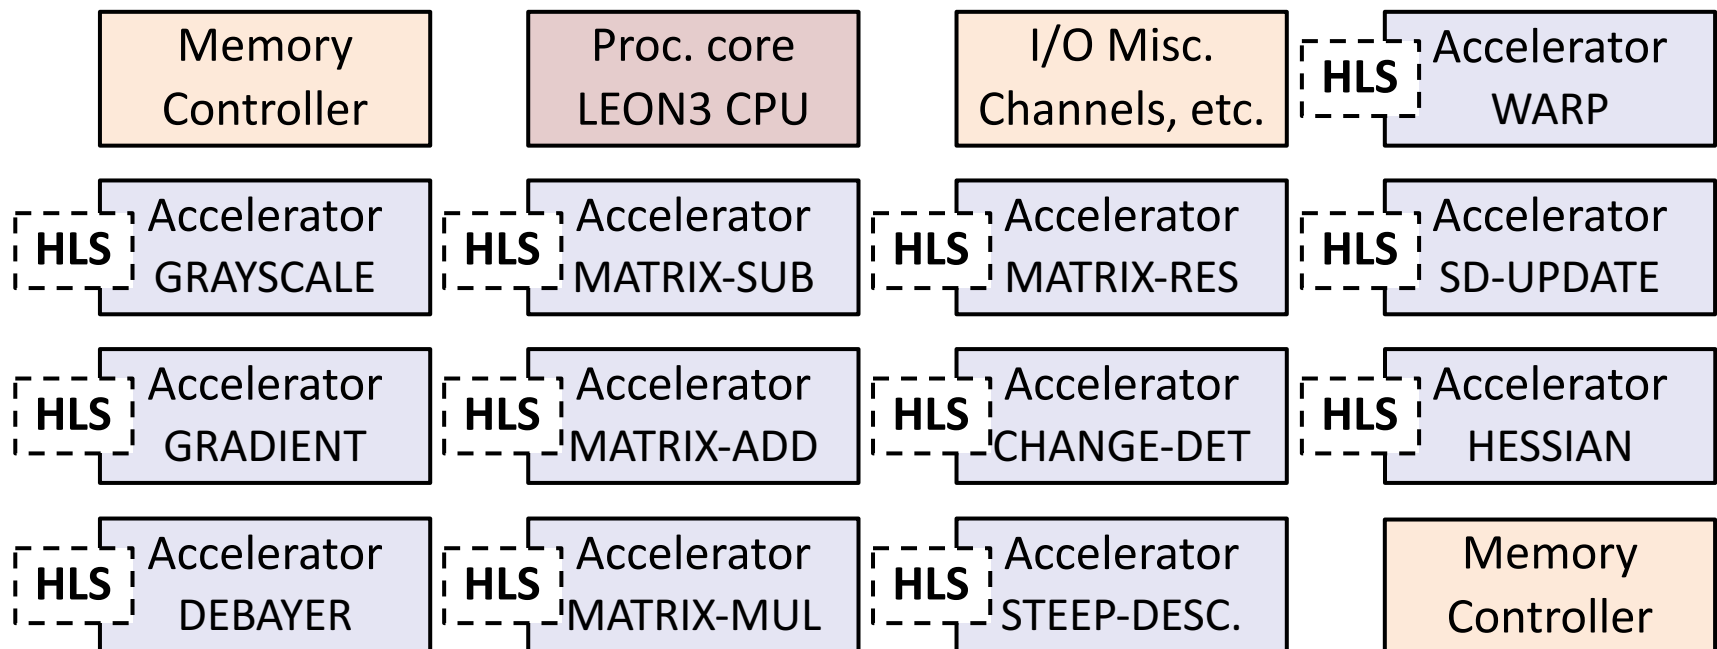 Memory
Controller
Proc. core
LEON3 CPU
I/O Misc.
Channels, etc.
HLS
Accelerator
WARP
HLS
Accelerator
GRAYSCALE
HLS
Accelerator
MATRIX-SUB
HLS
Accelerator
MATRIX-RES
HLS
Accelerator
SD-UPDATE
HLS
Accelerator
GRADIENT
HLS
Accelerator
MATRIX-ADD
HLS
Accelerator
CHANGE-DET
HLS
Accelerator
HESSIAN
HLS
Accelerator
DEBAYER
HLS
Accelerator
MATRIX-MUL
HLS
Accelerator
STEEP-DESC.
Memory
Controller